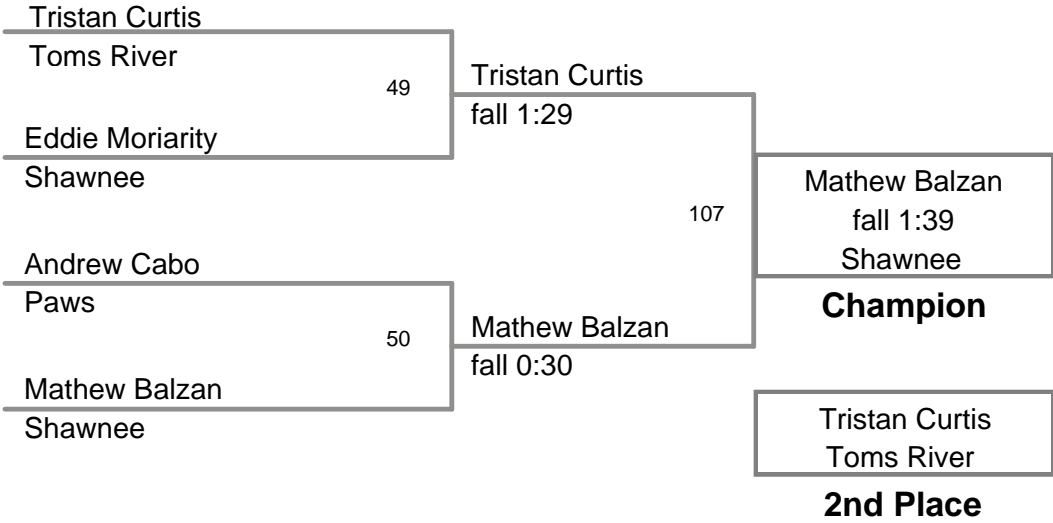 Tristan Curtis
Toms River
49
Eddie Moriarity
Shawnee
Tristan Curtis
fall 1:29
Andrew Cabo
Paws
50
Mathew Balzan
Shawnee
Mathew Balzan
fall 0:30
107
Mathew Balzan
fall 1:39
Shawnee
Champion
Tristan Curtis
Toms River
2nd Place